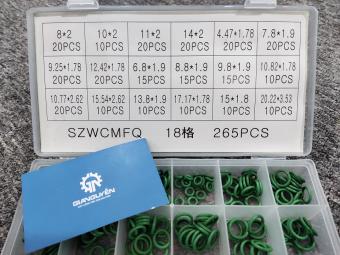 8*2 10*2 11*2 14*2 4.47*1.78 7.8*1.9
20PCS 10PCS 20PCS 20PCS 20PCS 20PCS
9.25*1.78 12.42*1.78 6.8*1.9 8.8*1.9 9.8*1.9 10.82*1.78
20PCS 20PCS 15PCS 15PCS 15PCS 10PCS
10.77*2.62 15.54*2.62 13.8*1.9 17.17*1.78 15*1.8 20.22*3.53
20PCS 10PCS 10PCS 10PCS 10PCS 10PCS
SZWCMFQ 18格 265PCS
GIANGUYÊN